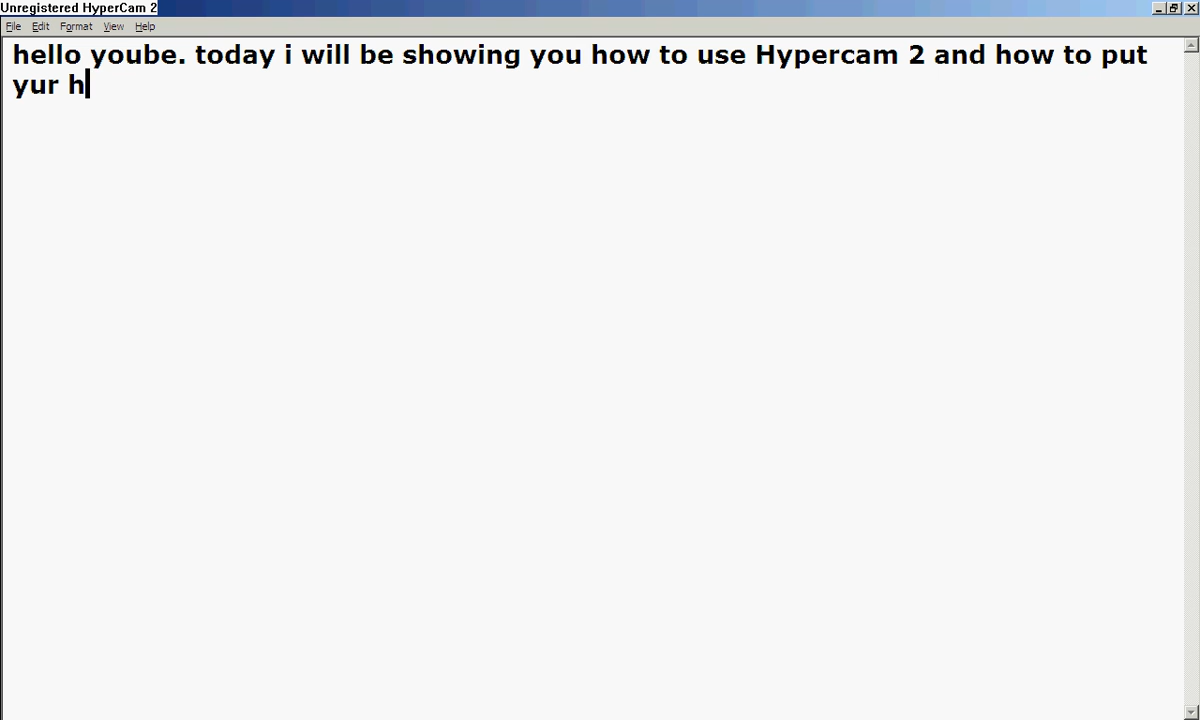 Unregistered HyperCam 2
File Edit Format View Help
hello yoube. today i will be showing you how to use Hypercam 2 and how to put
yur h